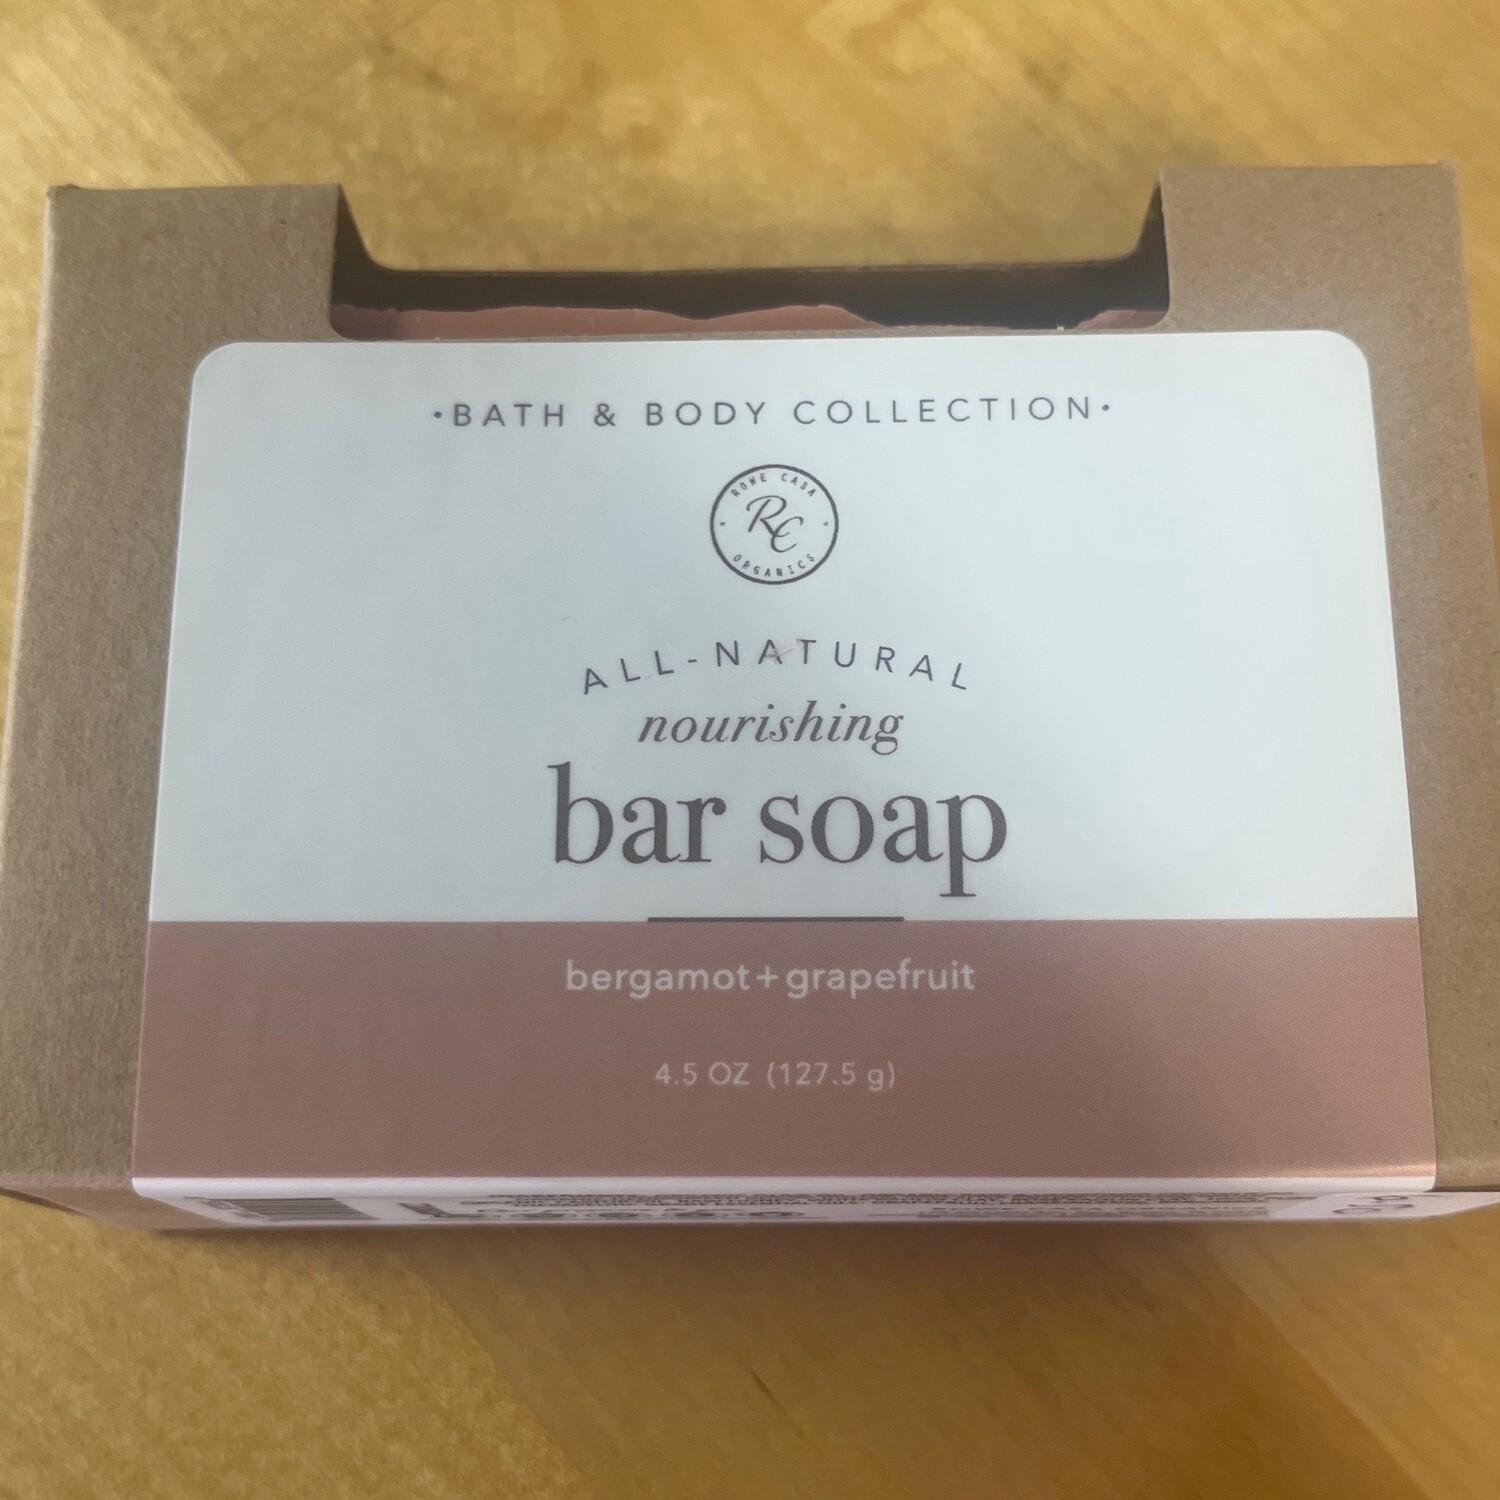 •BATH & BODY COLLECTION•
ROWE CASA
RC
ORGANICS
ALL-NATURAL
nourishing
bar soap
bergamot+grapefruit
4.5 OZ (127.5 g)